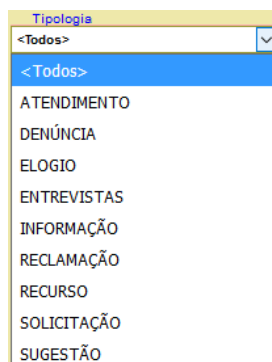 Tipologia
<Todos>
<Todos>
ATENDIMENTO
DENÚNCIA
ELOGIO
ENTREVISTAS
INFORMAÇÃO
RECLAMAÇÃO
RECURSO
SOLICITAÇÃO
SUGESTÃO